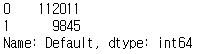 0    112011
1      9845
Name: Default, dtype: int64